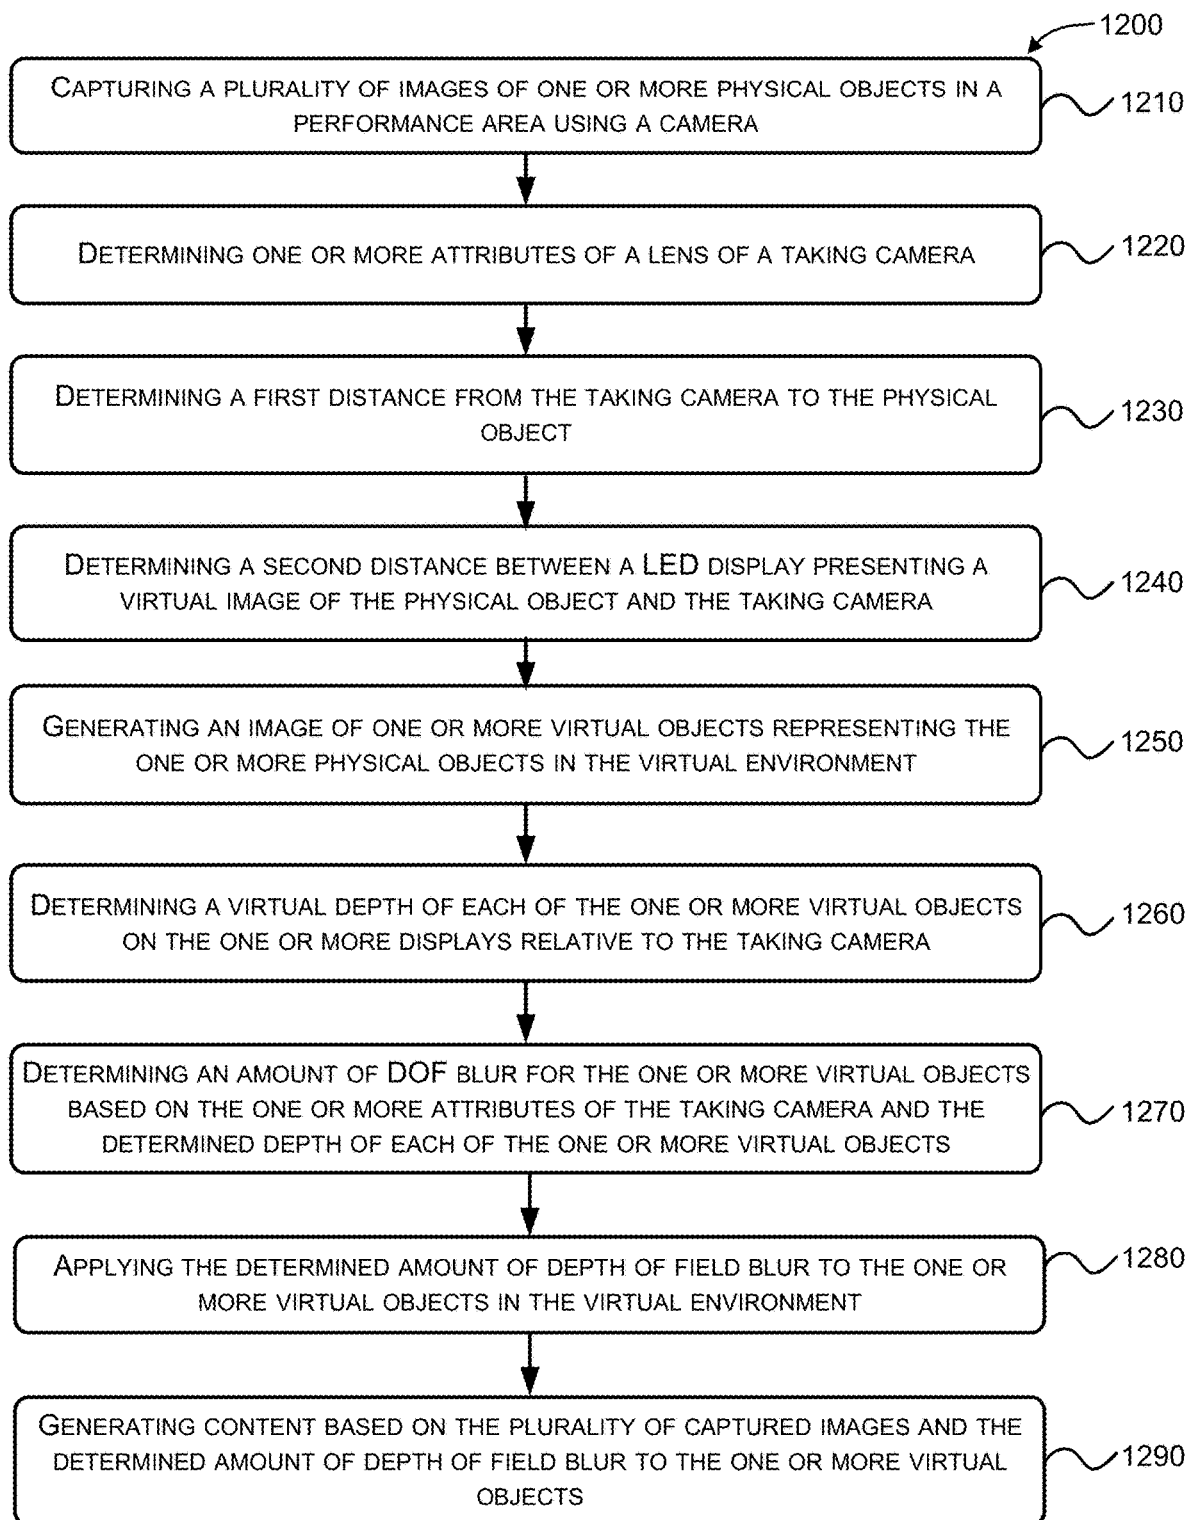 1200
CAPTURING A PLURALITY OF IMAGES OF ONE OR MORE PHYSICAL OBJECTS IN A
PERFORMANCE AREA USING A CAMERA
1210
DETERMINING ONE OR MORE ATTRIBUTES OF A LENS OF A TAKING CAMERA
1220
DETERMINING A FIRST DISTANCE FROM THE TAKING CAMERA TO THE PHYSICAL
OBJECT
1230
DETERMINING A SECOND DISTANCE BETWEEN A LED DISPLAY PRESENTING A
VIRTUAL IMAGE OF THE PHYSICAL OBJECT AND THE TAKING CAMERA
1240
GENERATING AN IMAGE OF ONE OR MORE VIRTUAL OBJECTS REPRESENTING THE
ONE OR MORE PHYSICAL OBJECTS IN THE VIRTUAL ENVIRONMENT
1250
DETERMINING A VIRTUAL DEPTH OF EACH OF THE ONE OR MORE VIRTUAL OBJECTS
ON THE ONE OR MORE DISPLAYS RELATIVE TO THE TAKING CAMERA
1260
DETERMINING AN AMOUNT OF DOF BLUR FOR THE ONE OR MORE VIRTUAL OBJECTS
BASED ON THE ONE OR MORE ATTRIBUTES OF THE TAKING CAMERA AND THE
DETERMINED DEPTH OF EACH OF THE ONE OR MORE VIRTUAL OBJECTS
1270
APPLYING THE DETERMINED AMOUNT OF DEPTH OF FIELD BLUR TO THE ONE OR
MORE VIRTUAL OBJECTS IN THE VIRTUAL ENVIRONMENT
1280
GENERATING CONTENT BASED ON THE PLURALITY OF CAPTURED IMAGES AND THE
DETERMINED AMOUNT OF DEPTH OF FIELD BLUR TO THE ONE OR MORE VIRTUAL
OBJECTS
1290